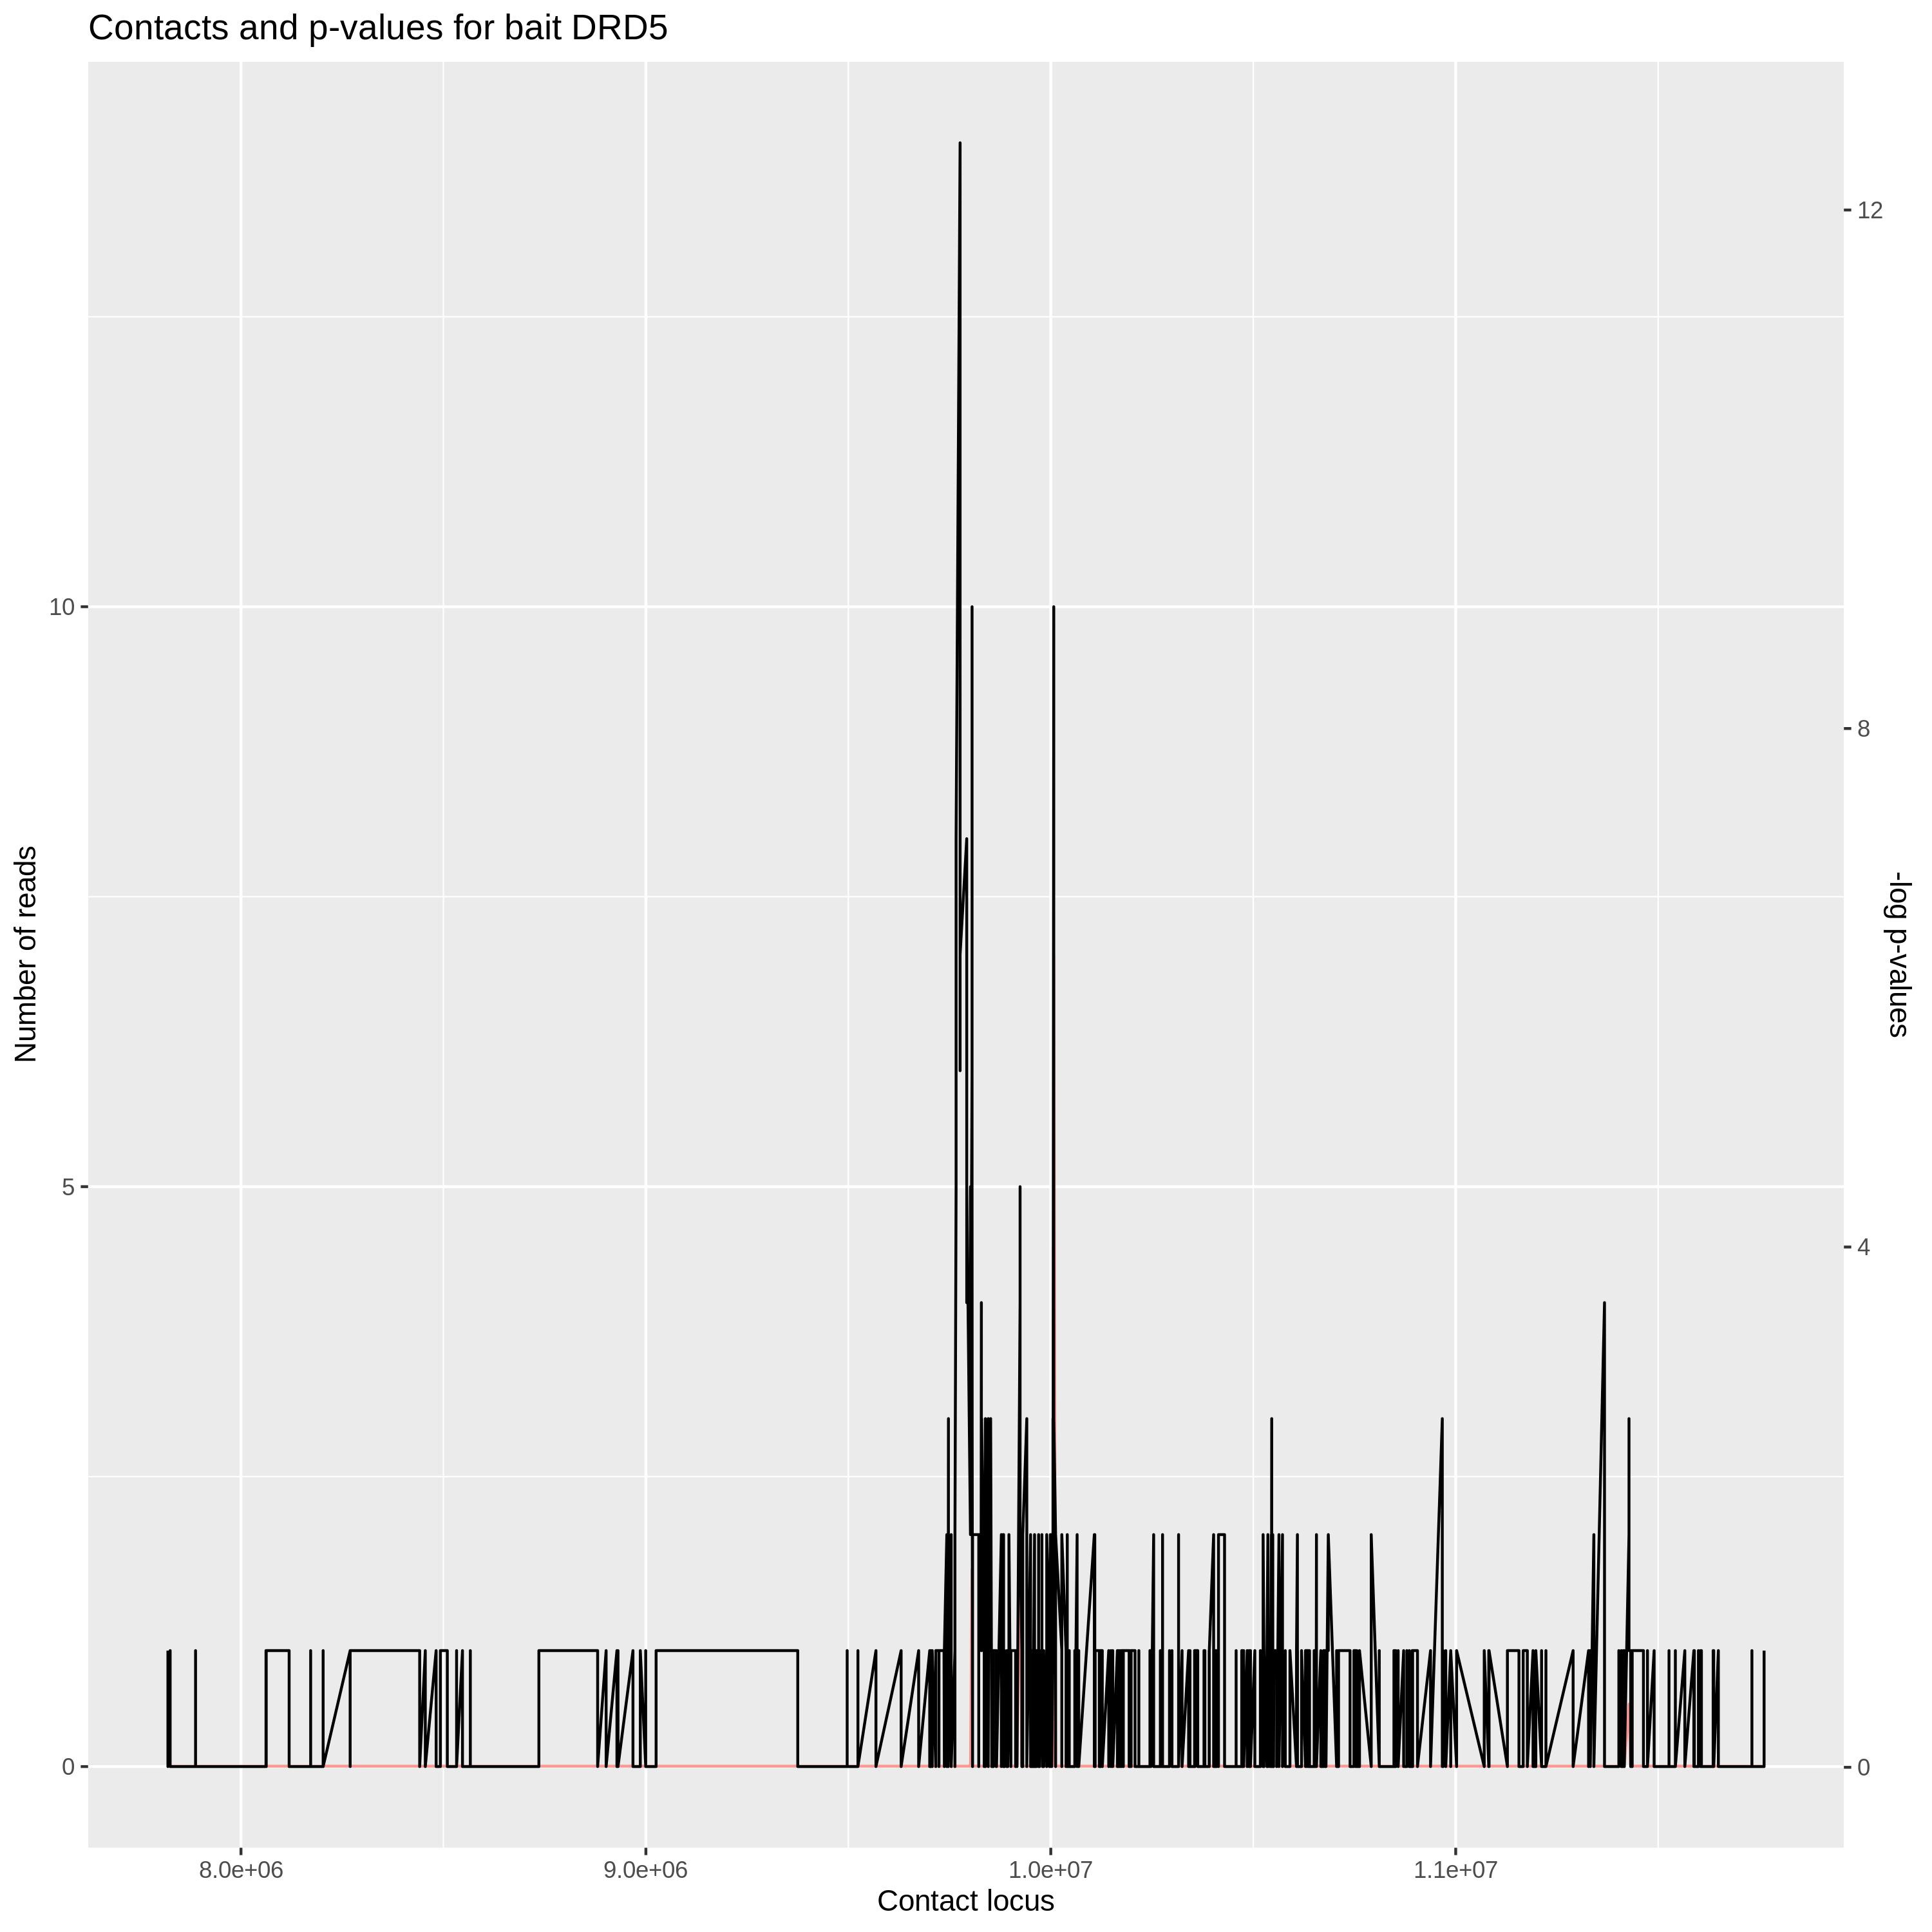 Contacts and p-values for bait DRD5
Number of reads
10
5
0
12
8
4
0
-log p-values
8.0e+06 9.0e+06 1.0e+07 1.1e+07
Contact locus